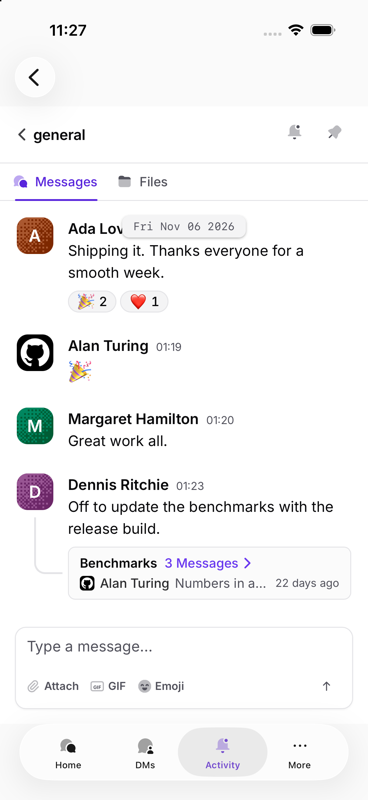 11:27
general
Messages
Files
Fri Nov 06 2026
A
Ada Lov
Shipping it. Thanks everyone for a
smooth week.
🎉 2 ❤️ 1
Alan Turing 01:19
🎉
M
Margaret Hamilton 01:20
Great work all.
D
Dennis Ritchie 01:23
Off to update the benchmarks with the
release build.
Benchmarks 3 Messages
Alan Turing Numbers in a... 22 days ago
Type a message...
Attach GIF GIF Emoji
Home DMs Activity More